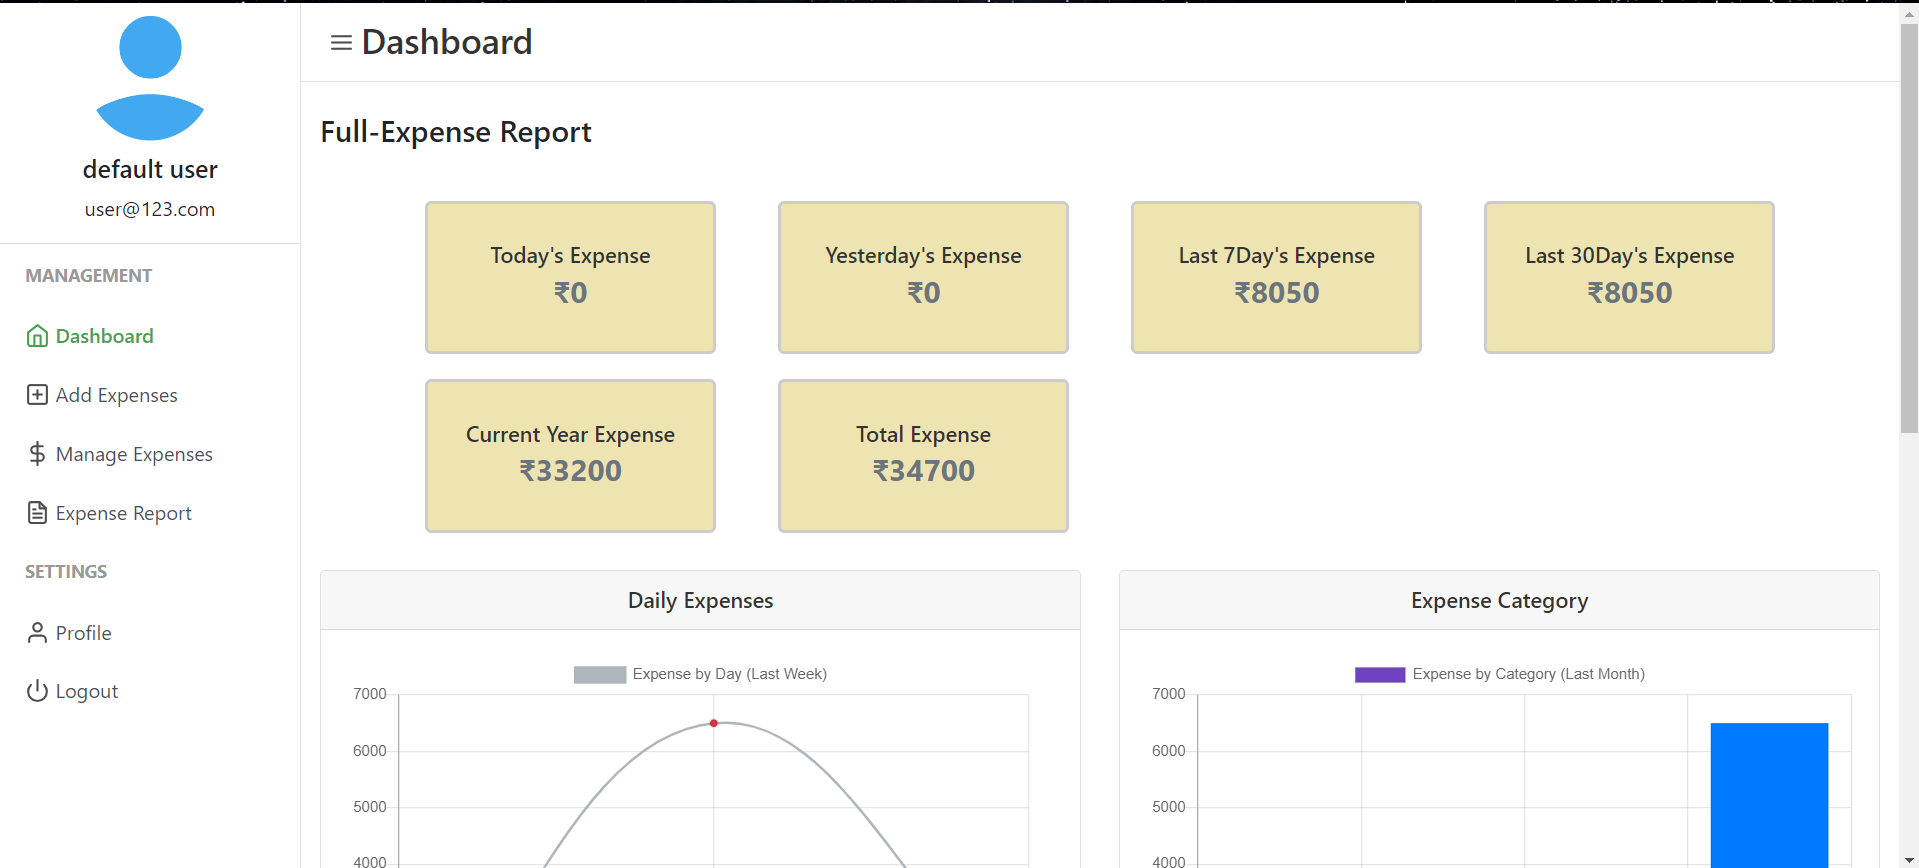 default user
user@123.com
MANAGEMENT
Dashboard
Add Expenses
Manage Expenses
Expense Report
SETTINGS
Profile
Logout
Dashboard
Full-Expense Report
Today's Expense
₹0
Yesterday's Expense
₹0
Last 7Day's Expense
₹8050
Last 30Day's Expense
₹8050
Current Year Expense
₹33200
Total Expense
₹34700
Daily Expenses
Expense by Day (Last Week)
7000
6000
5000
4000
Expense Category
Expense by Category (Last Month)
7000
6000
5000
4000